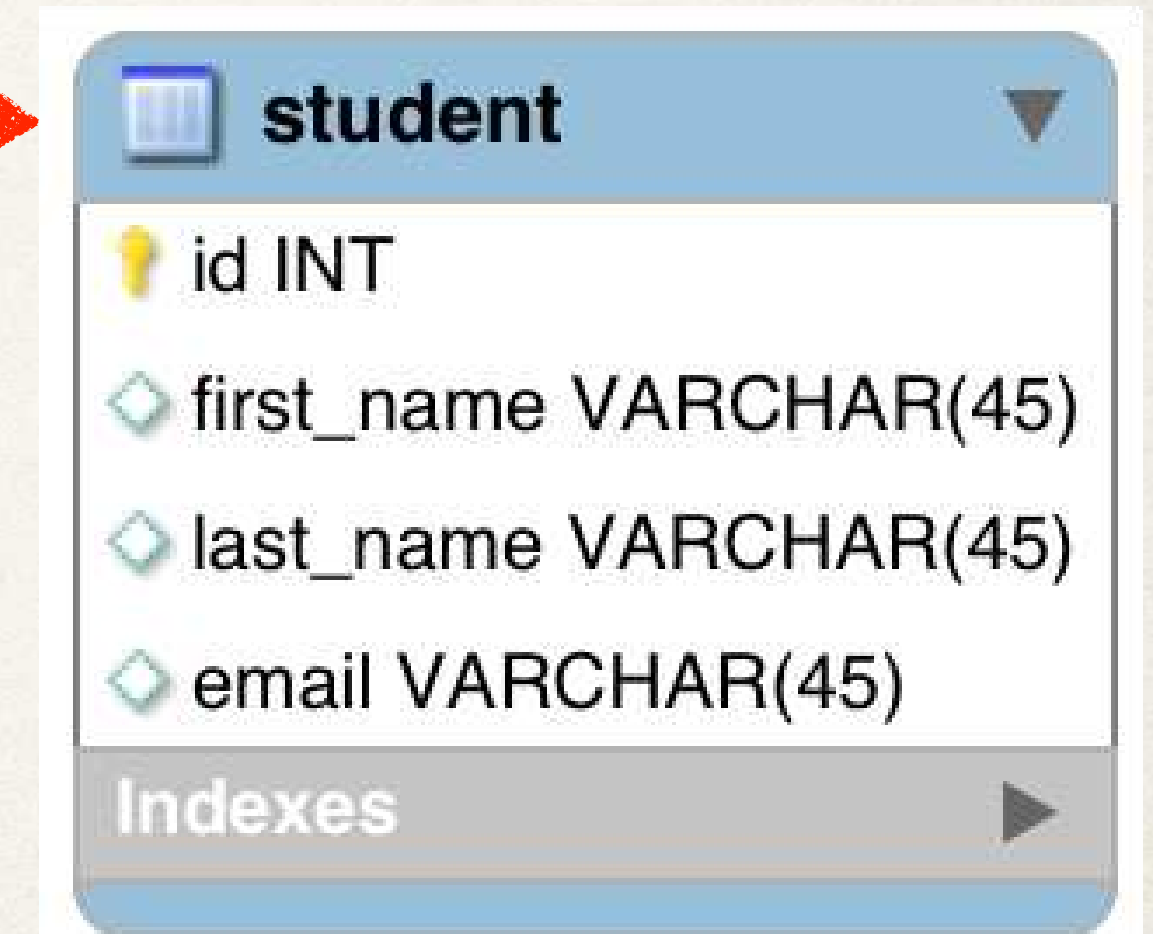 student
id INT
first_name VARCHAR(45)
last_name VARCHAR(45)
email VARCHAR(45)
Indexes